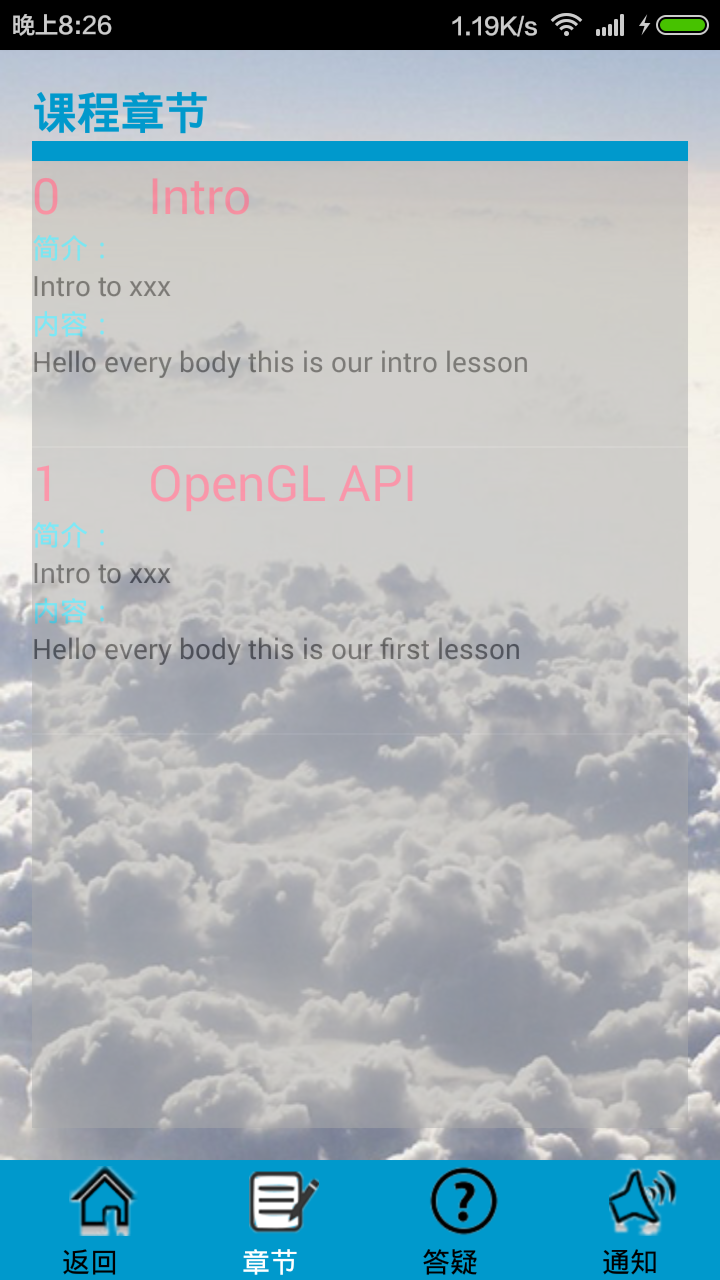 晚上8:26 1.19K/s
课程章节
0 Intro
简介：
Intro to xxx
内容：
Hello every body this is our intro lesson
1 OpenGL API
简介：
Intro to xxx
内容：
Hello every body this is our first lesson
返回 章节 答疑 通知